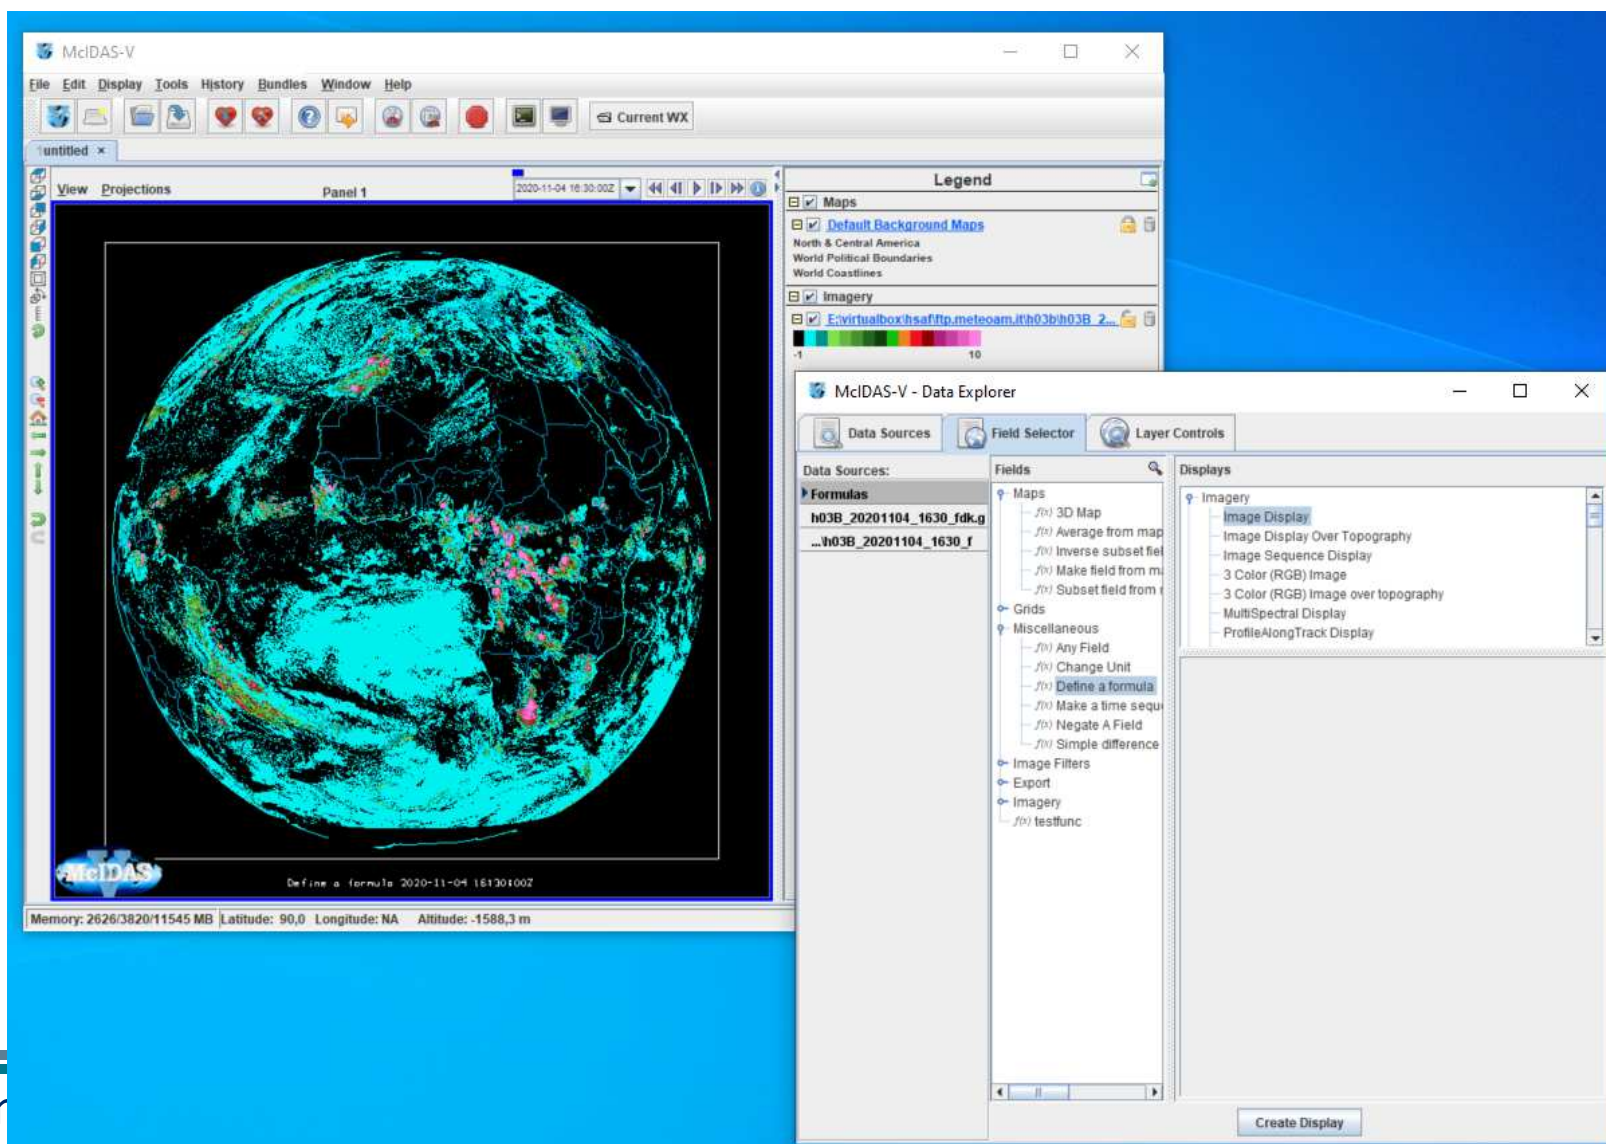 McIDAS-V
File Edit Display Tools History Bundles Window Help
Current WX
untitled ×
View Projections
Panel 1
2020-11-04 16:30:00Z
Legend
Maps
Default Background Maps
North & Central America
World Political Boundaries
World Coastlines
Imagery
E:\virtualbox\hsaf\ftp.meteoam.it\h03b\h03B_2...
-1 10
McIDAS
Define a formula 2020-11-04 16:30:00Z
Memory: 2626/3820/11545 MB Latitude: 90,0 Longitude: NA Altitude: -1588,3 m
McIDAS-V - Data Explorer
Data Sources Field Selector Layer Controls
Data Sources:
Formulas
h03B_20201104_1630_fdk.g
...\h03B_20201104_1630_f
Fields
Maps
f(x) 3D Map
f(x) Average from map
f(x) Inverse subset fiel
f(x) Make field from ma
f(x) Subset field from
Grids
Miscellaneous
f(x) Any Field
f(x) Change Unit
f(x) Define a formula
f(x) Make a time sequ
f(x) Negate A Field
f(x) Simple difference
Image Filters
Export
Imagery
f(x) testfunc
Displays
Imagery
Image Display
Image Display Over Topography
Image Sequence Display
3 Color (RGB) Image
3 Color (RGB) Image over topography
MultiSpectral Display
ProfileAlongTrack Display
Create Display